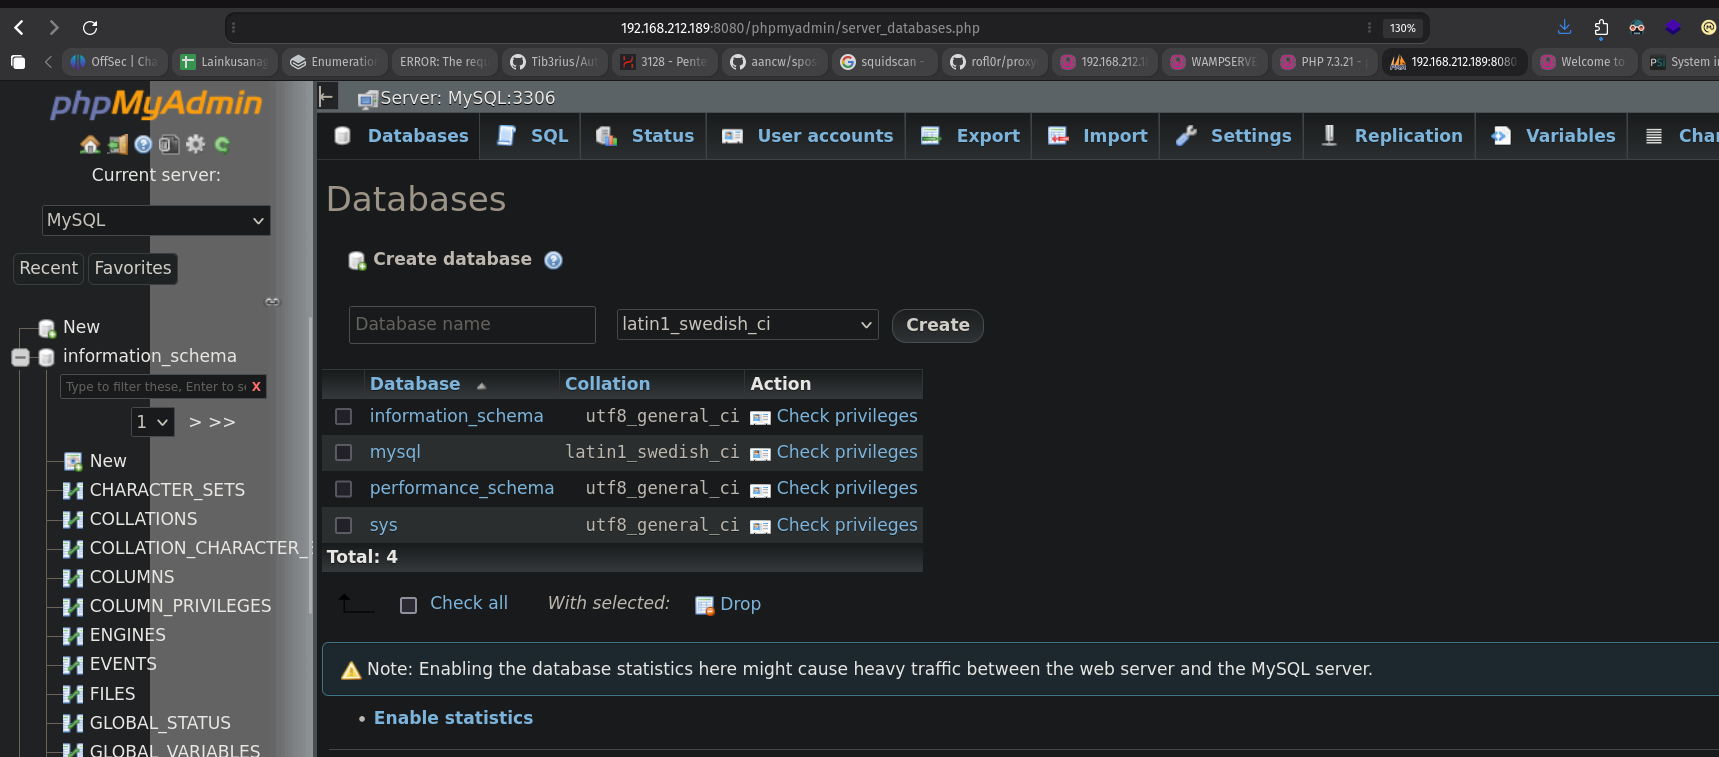 192.168.212.189:8080/phpmyadmin/server_databases.php
130%
OffSec | Cha
Lainkusanag
Enumeration
ERROR: The requ
Tib3rius/Aut
3128 - Pente
aancw/spos
squidscan -
rofl0r/proxy
192.168.212.1
WAMPSERVE
PHP 7.3.21 -
192.168.212.189:8080
Welcome to
System in
phpMyAdmin
Current server:
MySQL
Recent
Favorites
New
information_schema
Type to filter these, Enter to se
X
1
> >>
New
CHARACTER_SETS
COLLATIONS
COLLATION_CHARACTER_
COLUMNS
COLUMN_PRIVILEGES
ENGINES
EVENTS
FILES
GLOBAL_STATUS
GLOBAL_VARIABLES
Server: MySQL:3306
Databases
SQL
Status
User accounts
Export
Import
Settings
Replication
Variables
Char
Databases
Create database
Database name
latin1_swedish_ci
Create
Database Collation Action
information_schema utf8_general_ci Check privileges
mysql latin1_swedish_ci Check privileges
performance_schema utf8_general_ci Check privileges
sys utf8_general_ci Check privileges
Total: 4
Check all With selected: Drop
Note: Enabling the database statistics here might cause heavy traffic between the web server and the MySQL server.
• Enable statistics